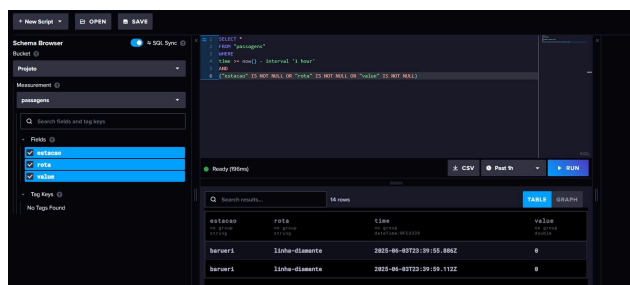 + New Script
OPEN
SAVE
Schema Browser
SQL Sync
Bucket
Projeto
Measurement
passagens
Search fields and tag keys
Fields
estacao
rota
value
Tag Keys
No Tags Found
1 SELECT *
2 FROM "passagens"
3 WHERE
4 time >= now() - interval '1 hour'
5 AND
6 ("estacao" IS NOT NULL OR "rota" IS NOT NULL OR "value" IS NOT NULL)
Ready (196ms)
CSV
Past 1h
RUN
Search results...
14 rows
TABLE
GRAPH
estacao rota time value
no group no group no group no group
string string dateTime:RFC3339 double
barueri linha-diamante 2025-06-03T23:39:55.086Z 0
barueri linha-diamante 2025-06-03T23:39:59.112Z 0